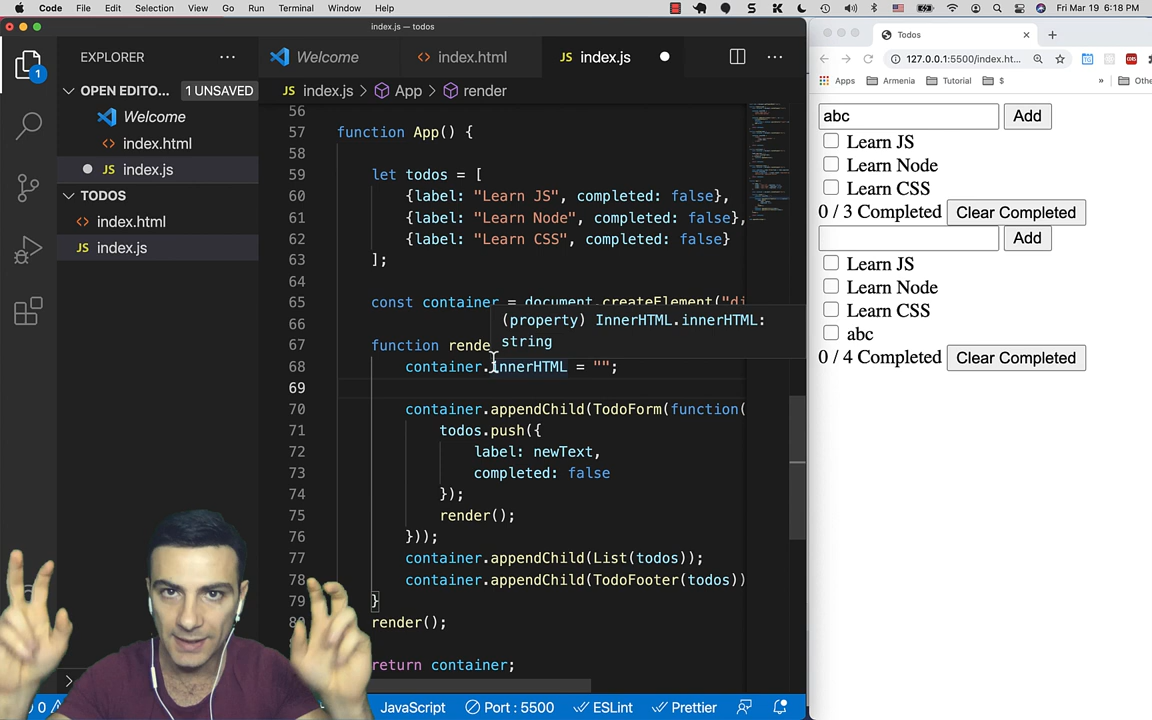 Code File Edit Selection View Go Run Terminal Window Help
Fri Mar 19 6:18 PM
index.js — todos
EXPLORER
OPEN EDITO... 1 UNSAVED
Welcome
index.html
JS index.js
TODOS
index.html
JS index.js
1
Welcome
index.html
JS index.js
JS index.js > App > render
56
57 function App() {
58
59 let todos = [
60 {label: "Learn JS", completed: false},
61 {label: "Learn Node", completed: false},
62 {label: "Learn CSS", completed: false}
63 ];
64
65 const container = document.createElement("di
66
67 function rende
(property) InnerHTML.innerHTML:
string
68 container.innerHTML = "";
69
70 container.appendChild(TodoForm(function(
71 todos.push({
72 label: newText,
73 completed: false
74 });
75 render();
76 }));
77 container.appendChild(List(todos));
78 container.appendChild(TodoFooter(todos))
79 }
render();
return container;
0
JavaScript Port : 5500 ESLint Prettier
Todos
127.0.0.1:5500/index.ht...
Apps Armenia Tutorial $ » Othe
abc Add
Learn JS
Learn Node
Learn CSS
0 / 3 Completed Clear Completed
Add
Learn JS
Learn Node
Learn CSS
abc
0 / 4 Completed Clear Completed